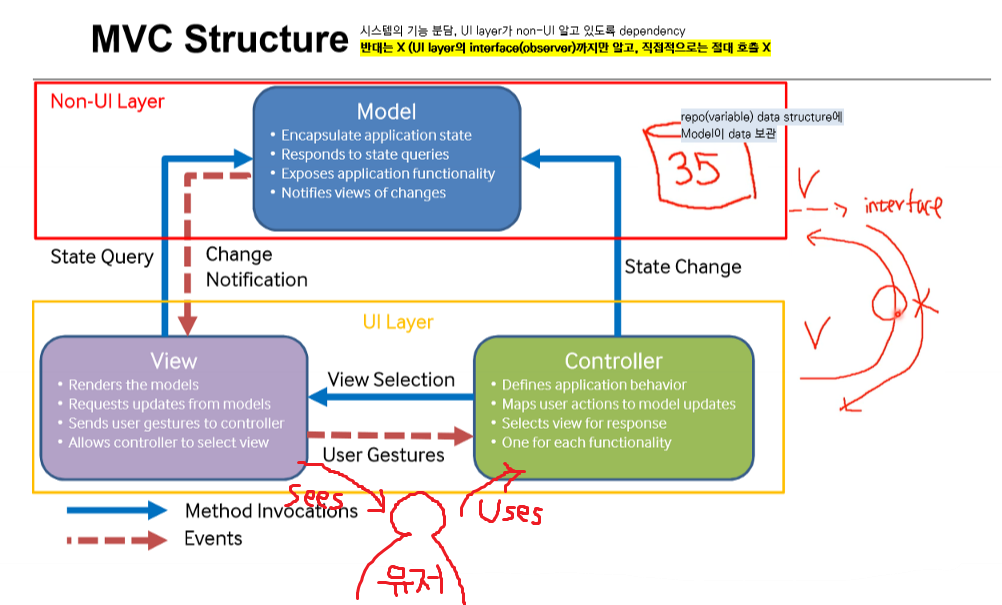 MVC Structure
시스템의 기능 분담, UI layer가 non-UI 알고 있도록 dependency
반대는 X (UI layer의 interface(observer)까지만 알고, 직접적으로는 절대 호출 X
Non-UI Layer
Model
• Encapsulate application state
• Responds to state queries
• Exposes application functionality
• Notifies views of changes
repo(variable) data structure에
Model이 data 보관
35
V
interface
State Query
Change
Notification
State Change
X
V
UI Layer
View
• Renders the models
• Requests updates from models
• Sends user gestures to controller
• Allows controller to select view
View Selection
User Gestures
Controller
• Defines application behavior
• Maps user actions to model updates
• Selects view for response
• One for each functionality
Sees
Uses
유저
Method Invocations
Events